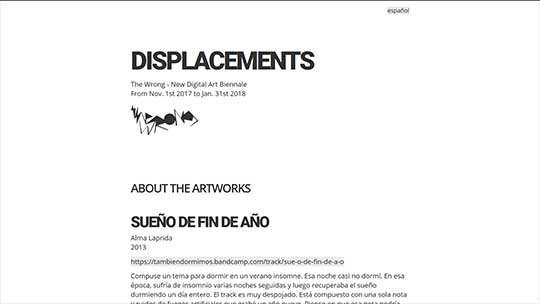 español
DISPLACEMENTS
The Wrong - New Digital Art Biennale
From Nov. 1st 2017 to Jan. 31st 2018
ABOUT THE ARTWORKS
SUEÑO DE FIN DE AÑO
Alma Laprida
2013
https://tambiendormimos.bandcamp.com/track/sue-o-de-fin-de-a-o
Compuse un tema para dormir en un verano insomne. Esa noche casi no dormí. En esa
época, sufría de insomnio varias noches seguidas y luego recuperaba el sueño
durmiendo un día entero. El track es muy despojado. Está compuesto con una sola nota